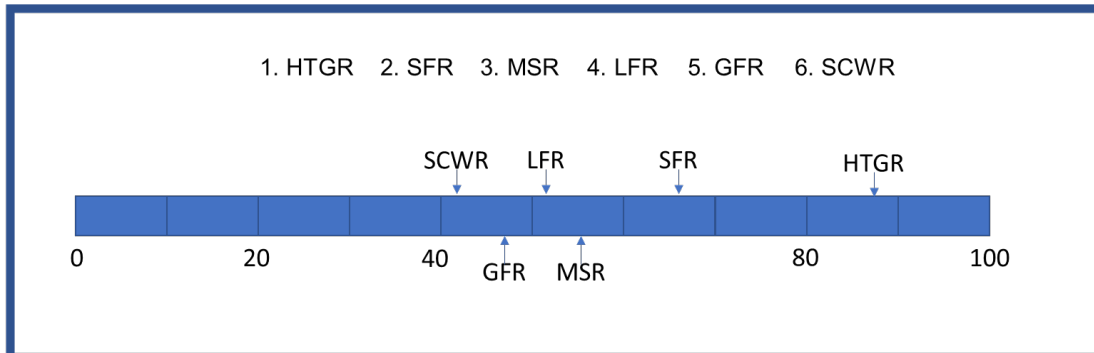 1. HTGR 2. SFR 3. MSR 4. LFR 5. GFR 6. SCWR
SCWR LFR SFR HTGR
0 20 40 80 100
GFR MSR